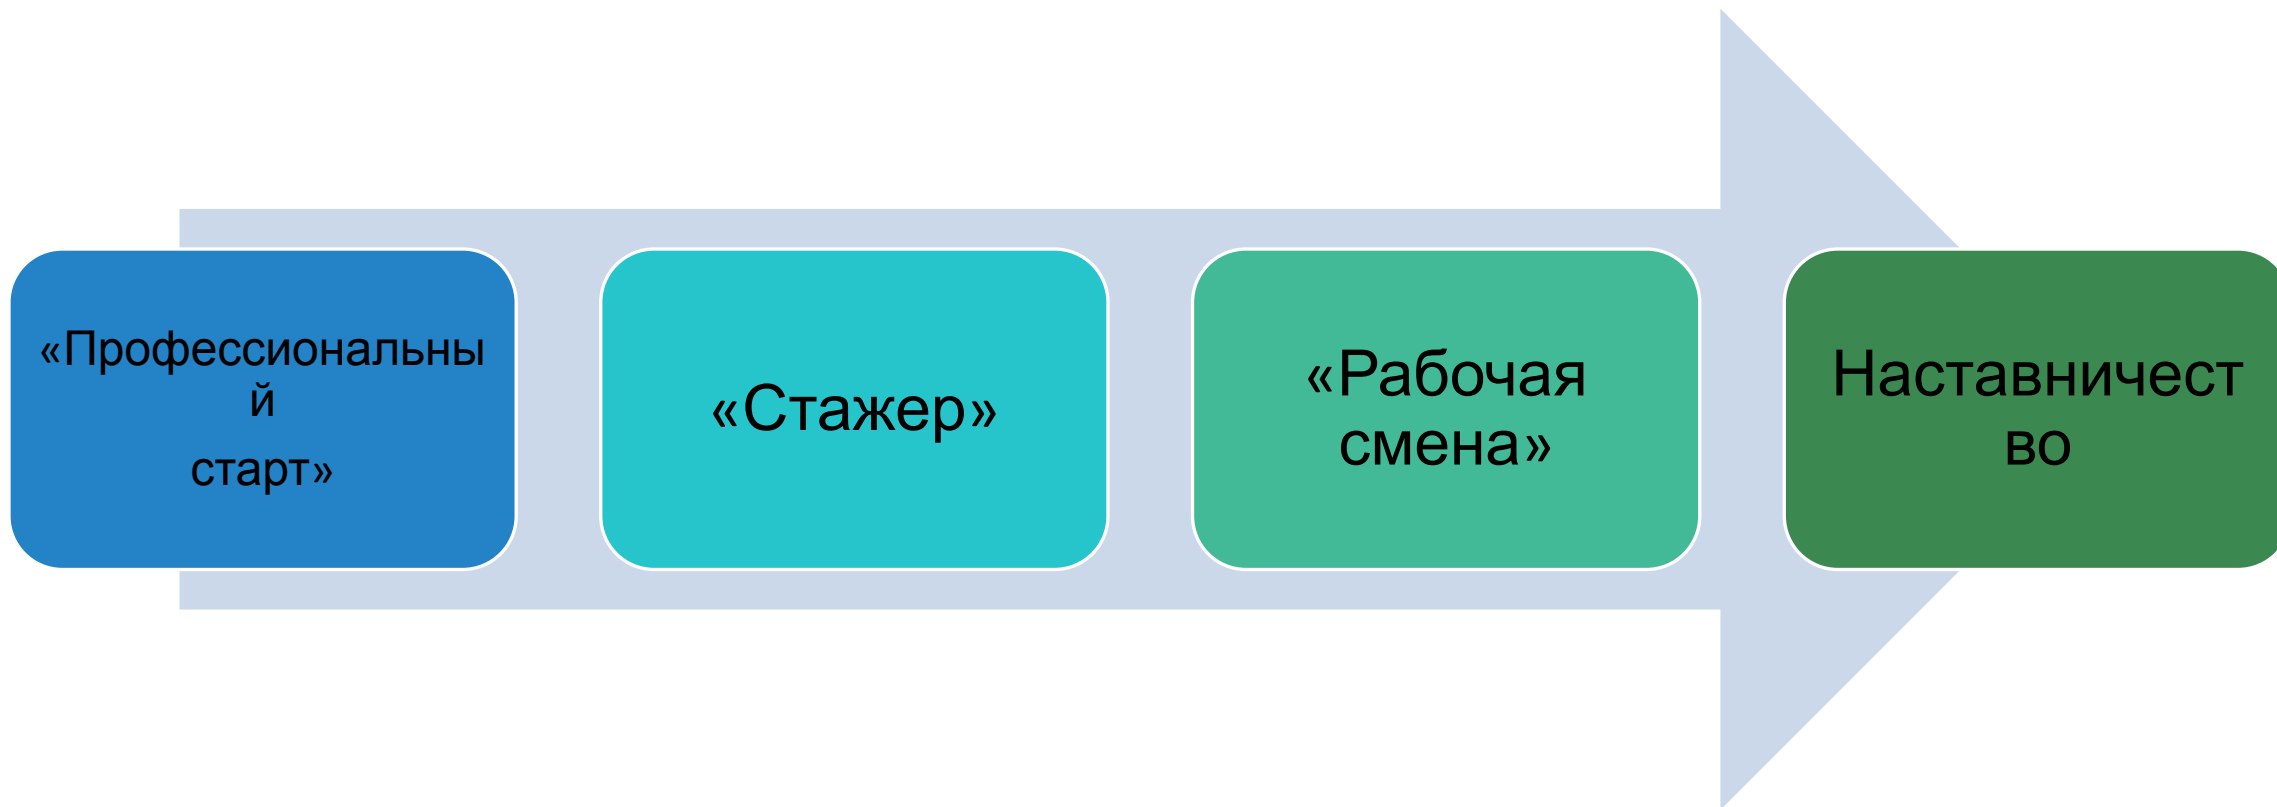 «Профессиональны
й
старт»
«Стажер»
«Рабочая
смена»
Наставничест
во